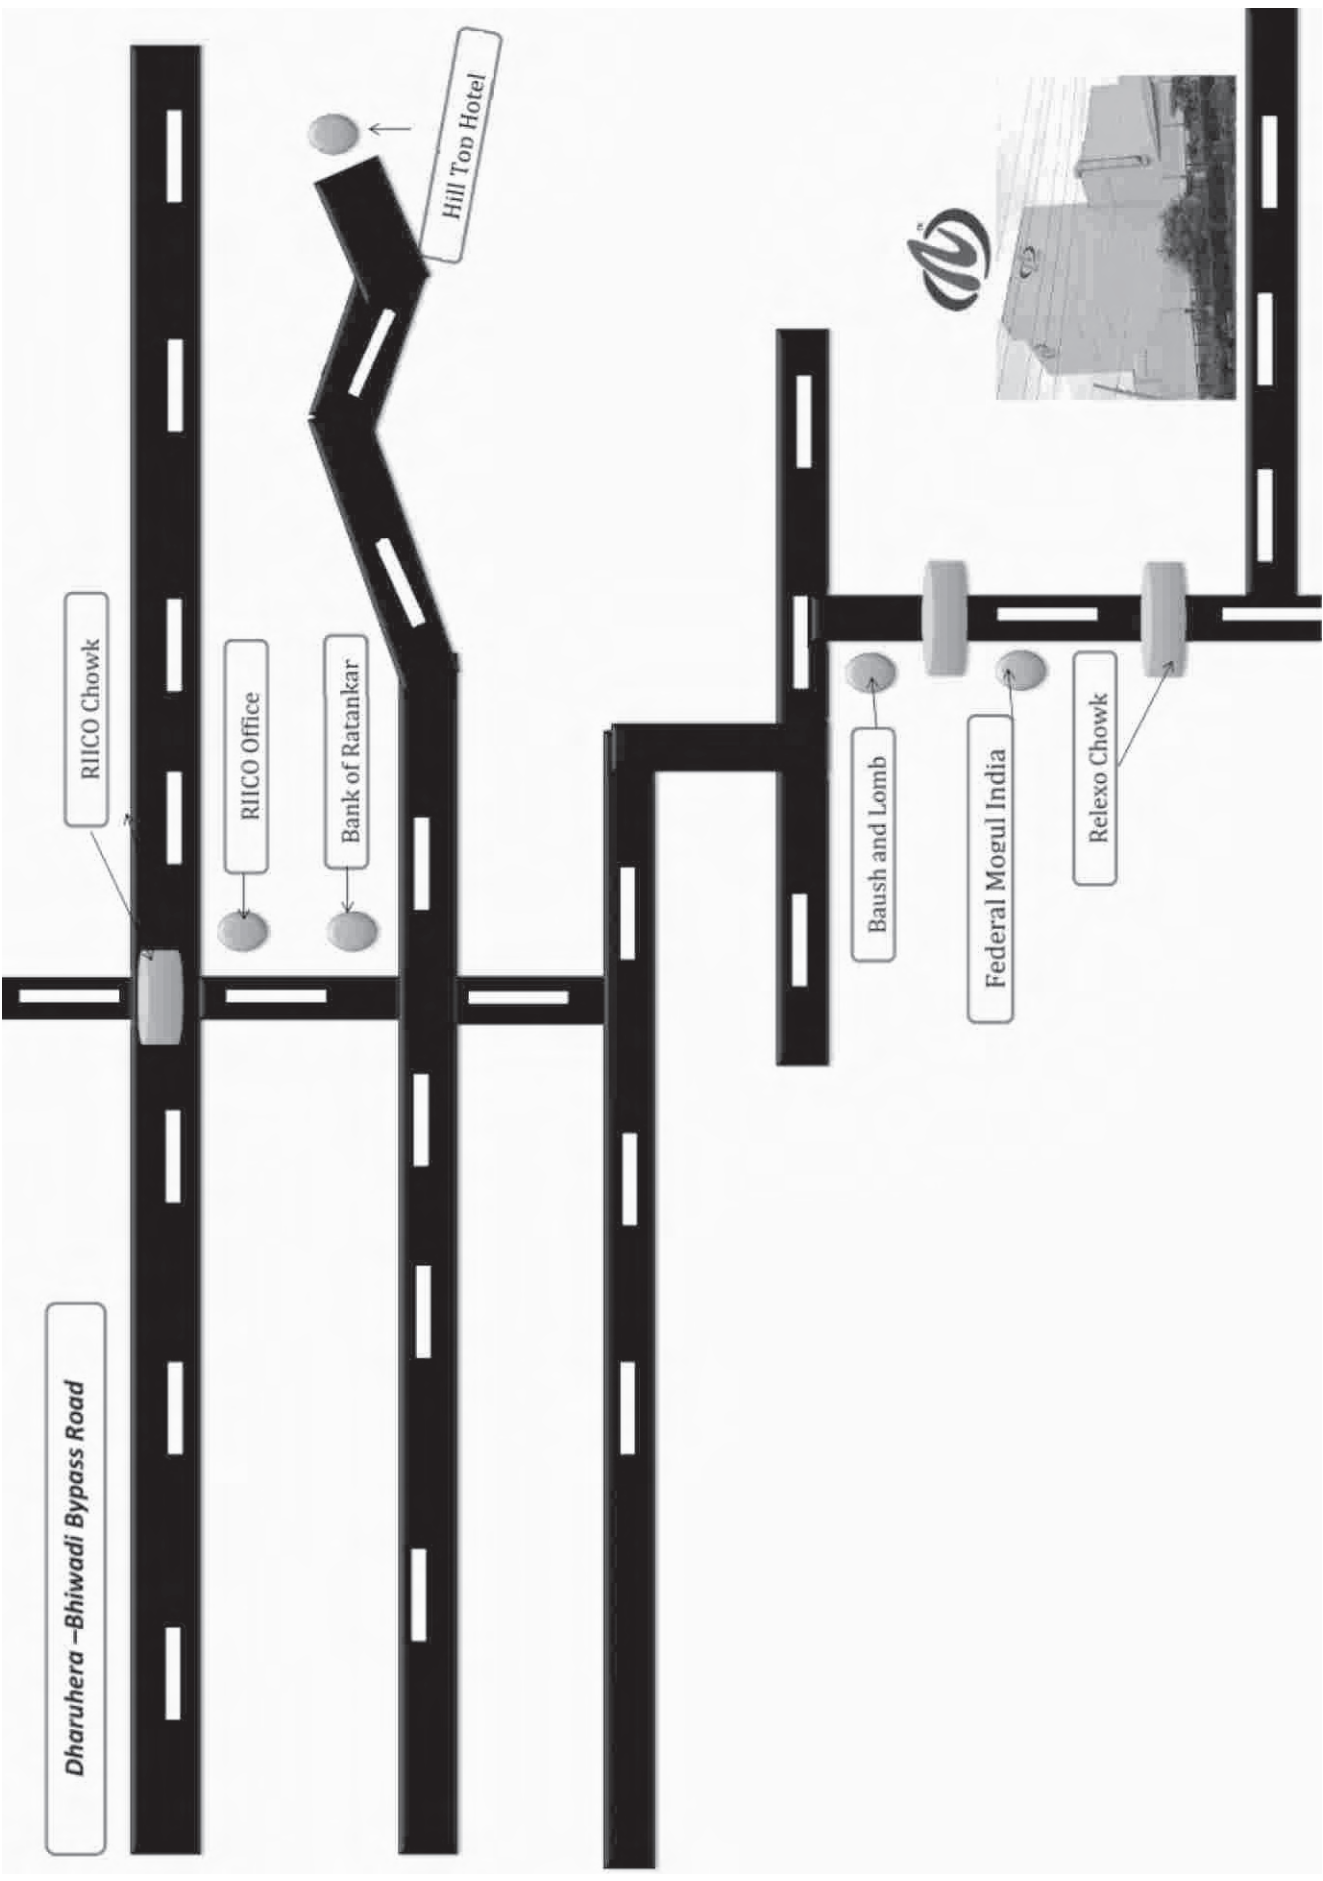 Dharuhera –Bhiwadi Bypass Road
RIICO Chowk
RIICO Office
Bank of Ratankar
Hill Top Hotel
Baush and Lomb
Federal Mogul India
Relexo Chowk